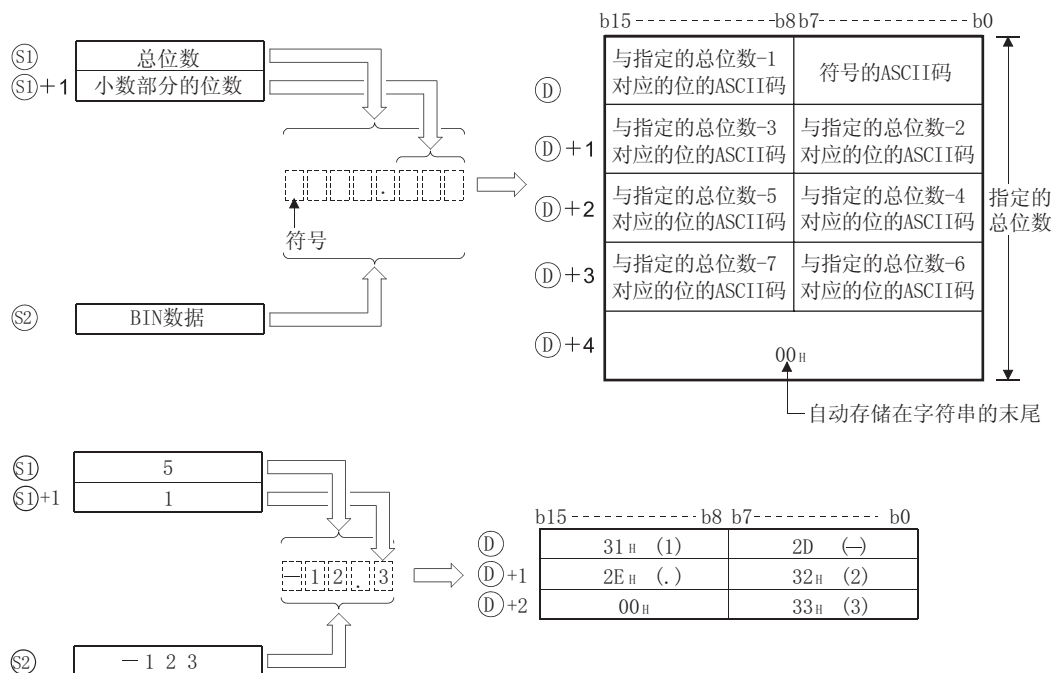 b15 b8 b7 b0
S1 总位数
S1+1 小数部分的位数
符号
S2 BIN数据
D 与指定的总位数-1 对应的位的ASCII码 符号的ASCII码
D+1 与指定的总位数-3 对应的位的ASCII码 与指定的总位数-2 对应的位的ASCII码
D+2 与指定的总位数-5 对应的位的ASCII码 与指定的总位数-4 对应的位的ASCII码
D+3 与指定的总位数-7 对应的位的ASCII码 与指定的总位数-6 对应的位的ASCII码
D+4 00H
指定的
总位数
自动存储在字符串的末尾
S1 5
S1+1 1
－12.3
S2 －1 2 3
b15 b8 b7 b0
D 31H (1) 2D (－)
D+1 2EH (.) 32H (2)
D+2 00H 33H (3)